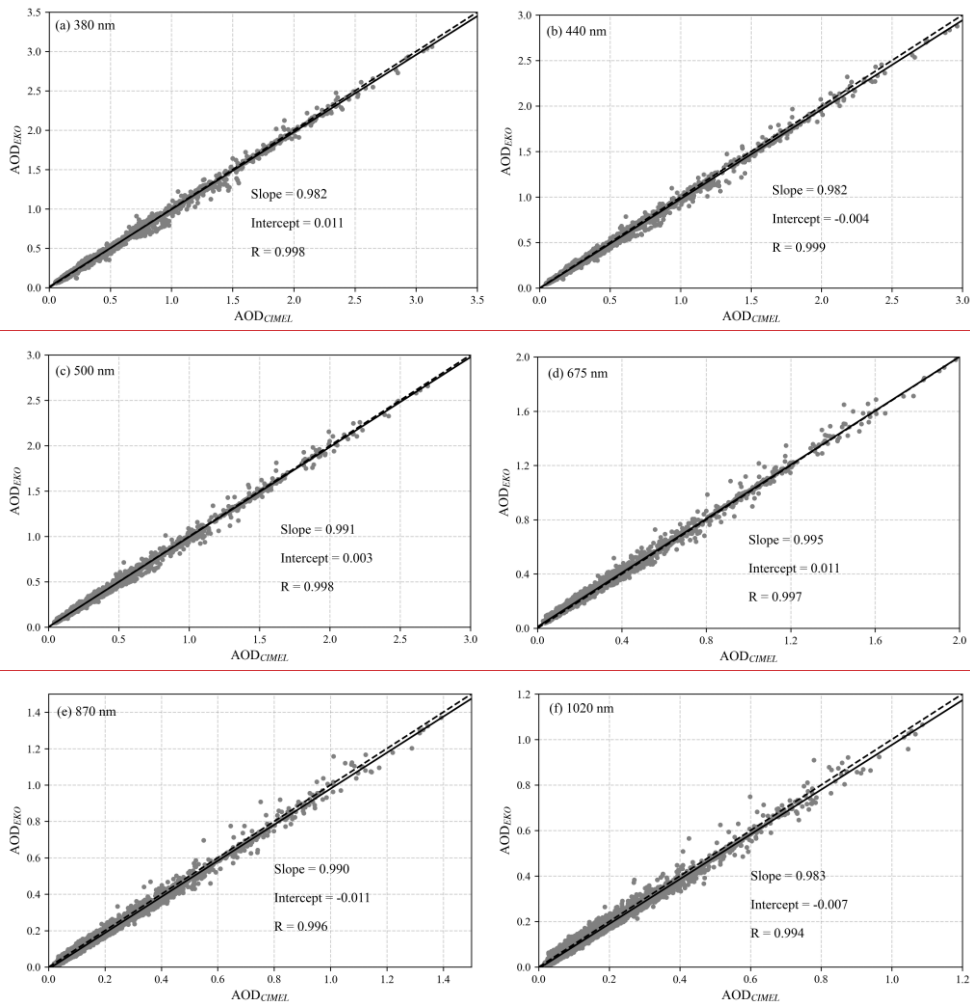 (a) 380 nm
3.5
3.0
2.5
2.0
1.5
1.0
0.5
0.0
AOD_EKO
Slope = 0.982
Intercept = 0.011
R = 0.998
0.0 0.5 1.0 1.5 2.0 2.5 3.0 3.5
AOD_CIMEL
(b) 440 nm
3.0
2.5
2.0
1.5
1.0
0.5
0.0
AOD_EKO
Slope = 0.982
Intercept = -0.004
R = 0.999
0.0 0.5 1.0 1.5 2.0 2.5 3.0
AOD_CIMEL
(c) 500 nm
3.0
2.5
2.0
1.5
1.0
0.5
0.0
AOD_EKO
Slope = 0.991
Intercept = 0.003
R = 0.998
0.0 0.5 1.0 1.5 2.0 2.5 3.0
AOD_CIMEL
(d) 675 nm
2.0
1.6
1.2
0.8
0.4
0.0
AOD_EKO
Slope = 0.995
Intercept = 0.011
R = 0.997
0.0 0.4 0.8 1.2 1.6 2.0
AOD_CIMEL
(e) 870 nm
1.4
1.2
1.0
0.8
0.6
0.4
0.2
0.0
AOD_EKO
Slope = 0.990
Intercept = -0.011
R = 0.996
0.0 0.2 0.4 0.6 0.8 1.0 1.2 1.4
AOD_CIMEL
(f) 1020 nm
1.2
1.0
0.8
0.6
0.4
0.2
0.0
AOD_EKO
Slope = 0.983
Intercept = -0.007
R = 0.994
0.0 0.2 0.4 0.6 0.8 1.0 1.2
AOD_CIMEL